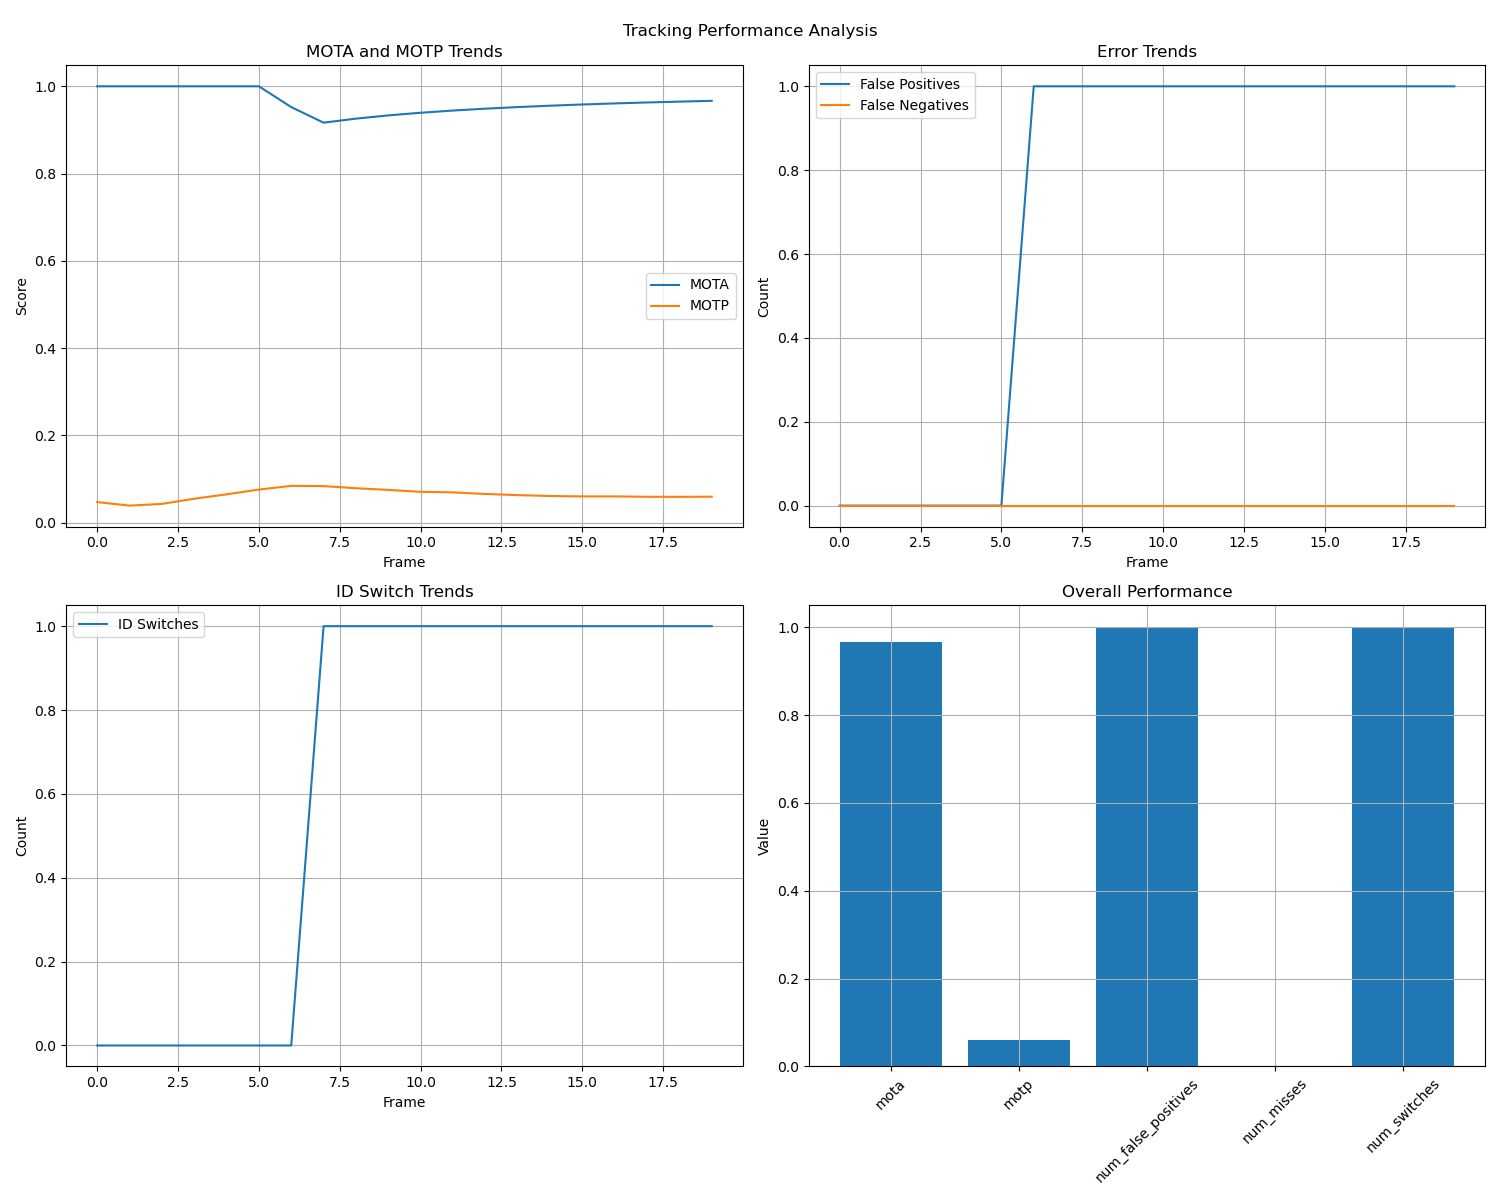 Tracking Performance Analysis
MOTA and MOTP Trends
1.0
0.8
0.6
0.4
0.2
0.0
Score
MOTA
MOTP
0.0 2.5 5.0 7.5 10.0 12.5 15.0 17.5
Frame
Error Trends
False Positives
False Negatives
1.0
0.8
0.6
0.4
0.2
0.0
Count
0.0 2.5 5.0 7.5 10.0 12.5 15.0 17.5
Frame
ID Switch Trends
ID Switches
1.0
0.8
0.6
0.4
0.2
0.0
Count
0.0 2.5 5.0 7.5 10.0 12.5 15.0 17.5
Frame
Overall Performance
1.0
0.8
0.6
0.4
0.2
0.0
Value
mota
motp
num_false_positives
num_misses
num_switches